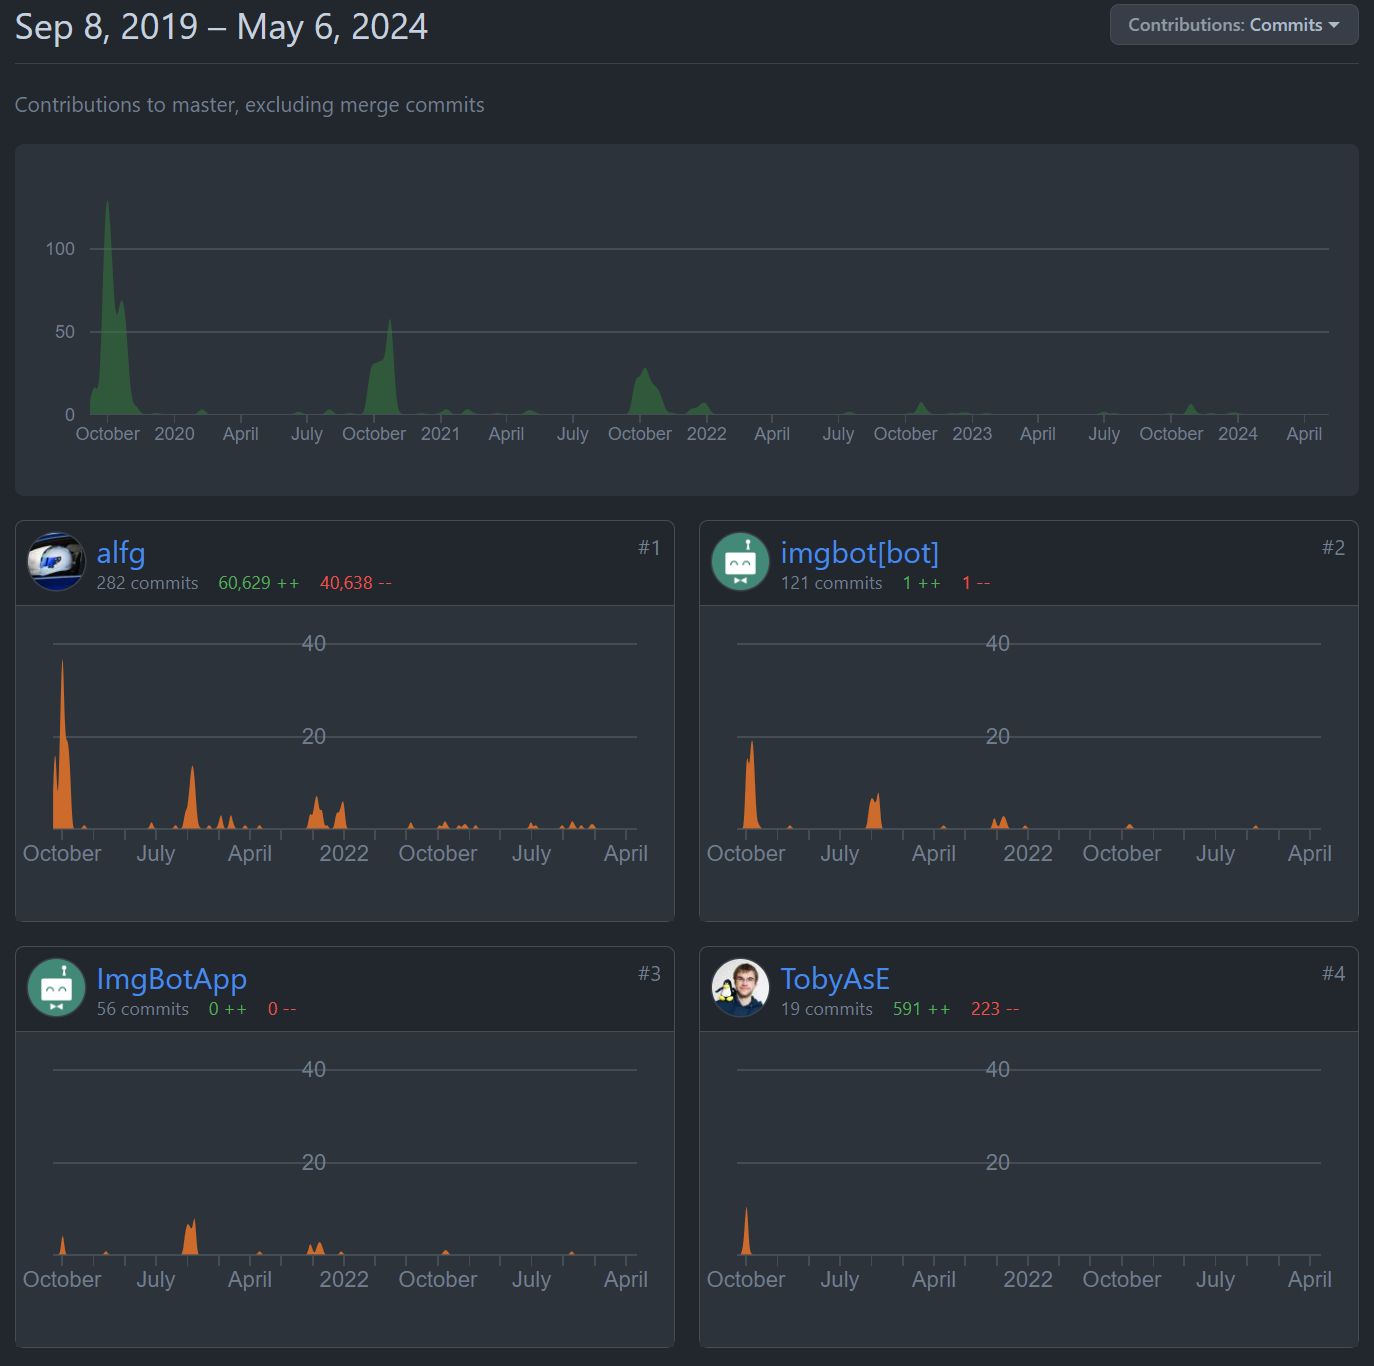 Sep 8, 2019 – May 6, 2024
Contributions: Commits
Contributions to master, excluding merge commits
100
50
0
October 2020 April July October 2021 April July October 2022 April July October 2023 April July October 2024 April
alfg
#1
282 commits 60,629 ++ 40,638 --
40
20
October July April 2022 October July April
imgbot[bot]
#2
121 commits 1 ++ 1 --
40
20
October July April 2022 October July April
ImgBotApp
#3
56 commits 0 ++ 0 --
40
20
October July April 2022 October July April
TobyAsE
#4
19 commits 591 ++ 223 --
40
20
October July April 2022 October July April